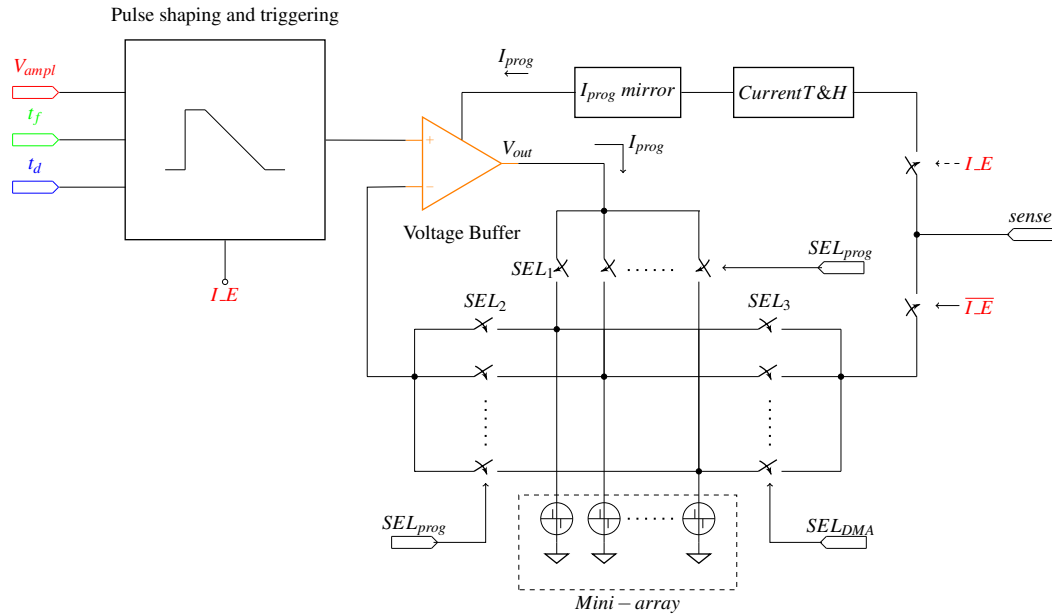 Pulse shaping and triggering
V_ampl
t_f
t_d
I_E
I_prog
I_prog mirror
CurrentT&H
V_out
I_prog
Voltage Buffer
I_E
sense
I̅_̅E̅
SEL_1
SEL_prog
SEL_2
SEL_3
SEL_prog
SEL_DMA
Mini − array